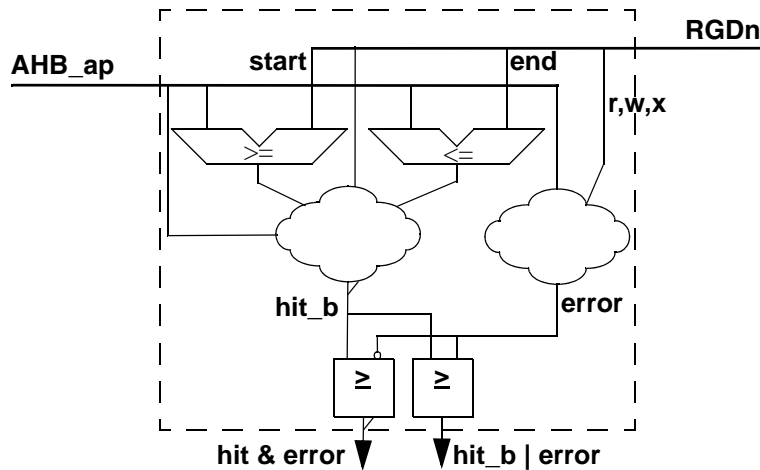 RGDn
AHB_ap
start
end
r,w,x
>=
<=
hit_b
error
≥
≥
hit & error
hit_b | error